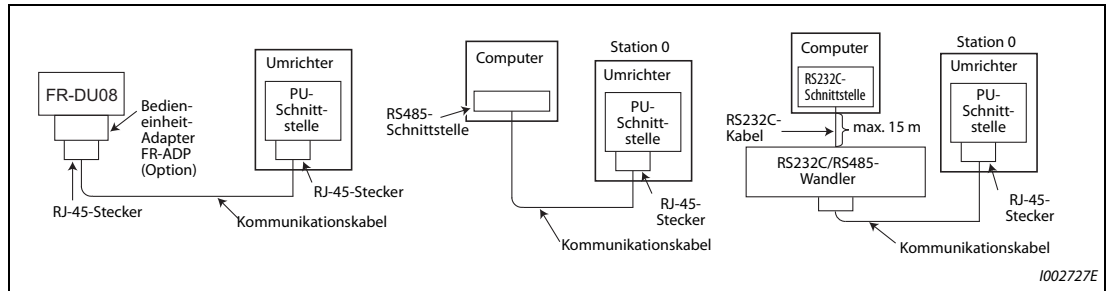 FR-DU08
Bedien-
einheit-
Adapter
FR-ADP
(Option)
RJ-45-Stecker
Umrichter
PU-
Schnitt-
stelle
RJ-45-Stecker
Kommunikationskabel
Computer
RS485-
Schnittstelle
Station 0
Umrichter
PU-
Schnitt-
stelle
RJ-45-
Stecker
Kommunikationskabel
Computer
RS232C-
Schnittstelle
RS232C-
Kabel
max. 15 m
RS232C/RS485-
Wandler
Station 0
Umrichter
PU-
Schnitt-
stelle
RJ-45-
Stecker
Kommunikationskabel
I002727E